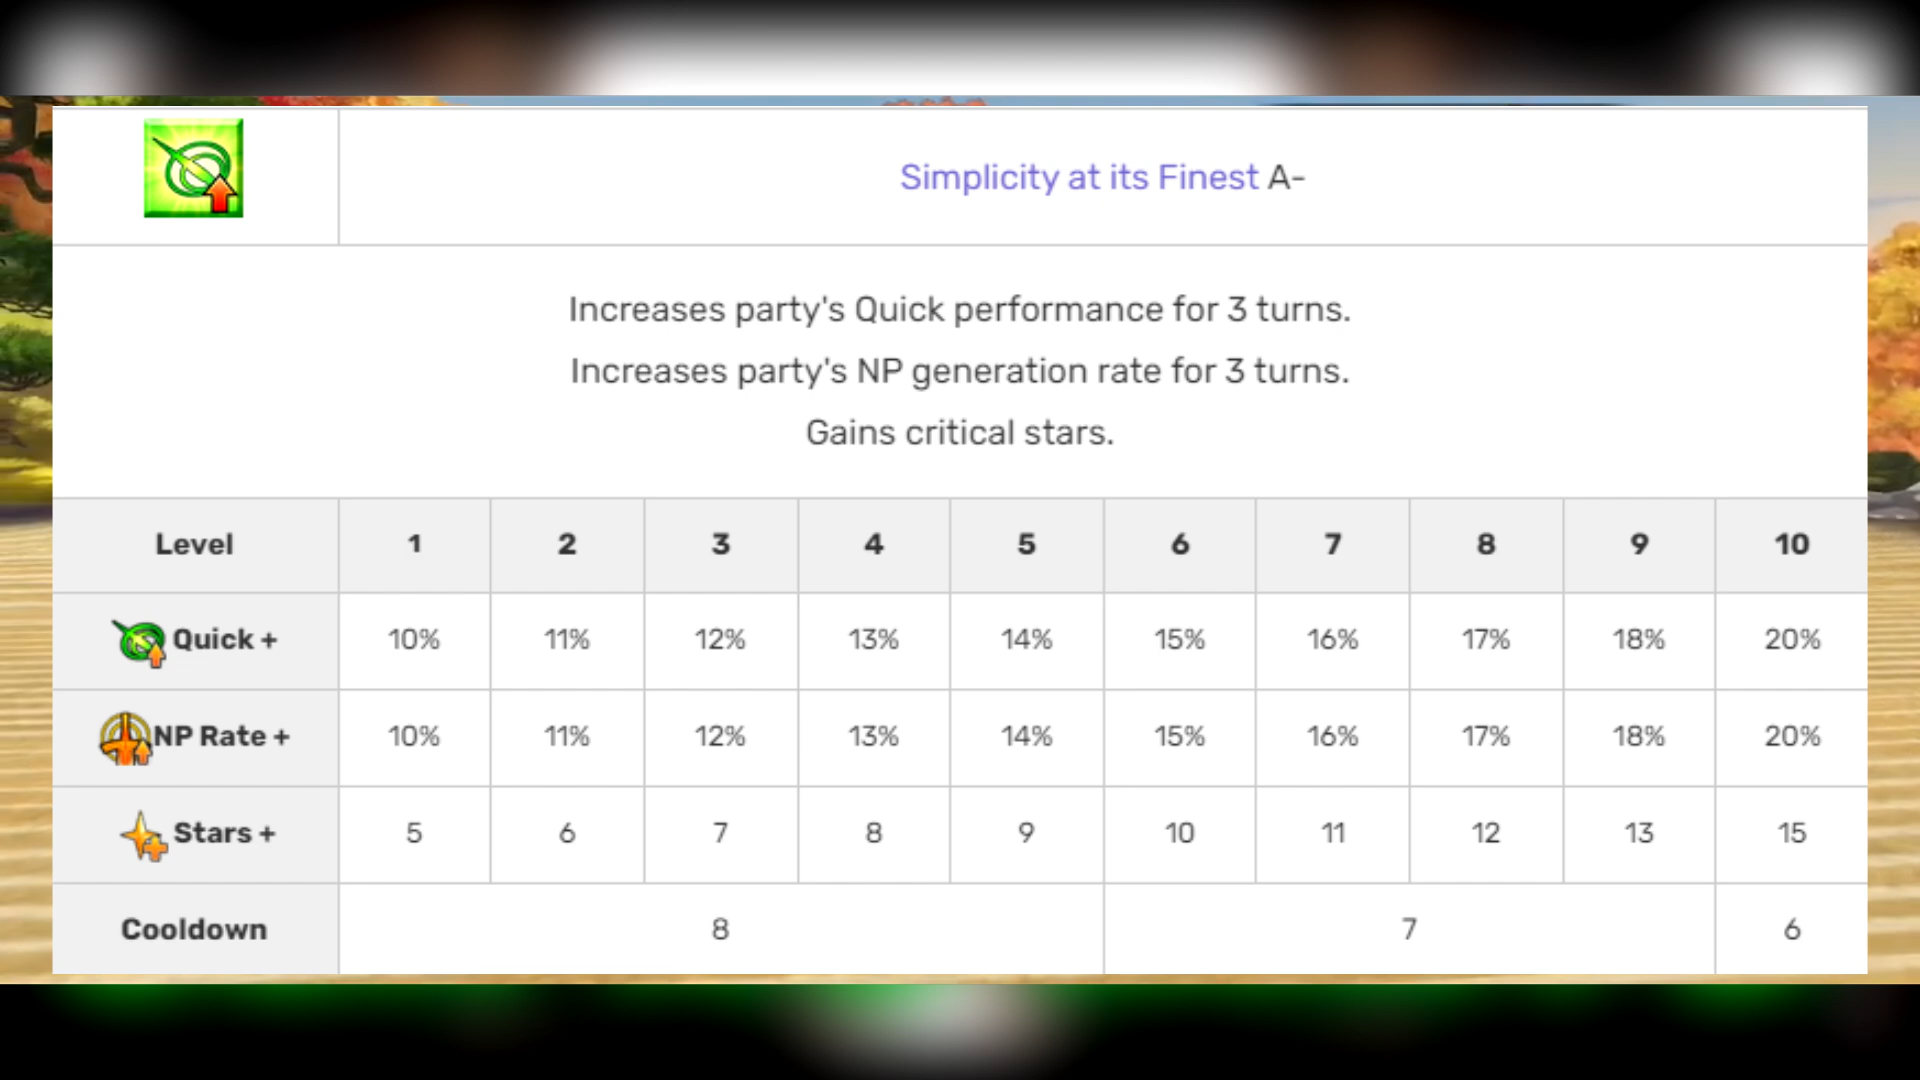 Simplicity at its Finest A-
Increases party's Quick performance for 3 turns.
Increases party's NP generation rate for 3 turns.
Gains critical stars.
Level 1 2 3 4 5 6 7 8 9 10
Quick + 10% 11% 12% 13% 14% 15% 16% 17% 18% 20%
NP Rate + 10% 11% 12% 13% 14% 15% 16% 17% 18% 20%
Stars + 5 6 7 8 9 10 11 12 13 15
Cooldown 8 7 6